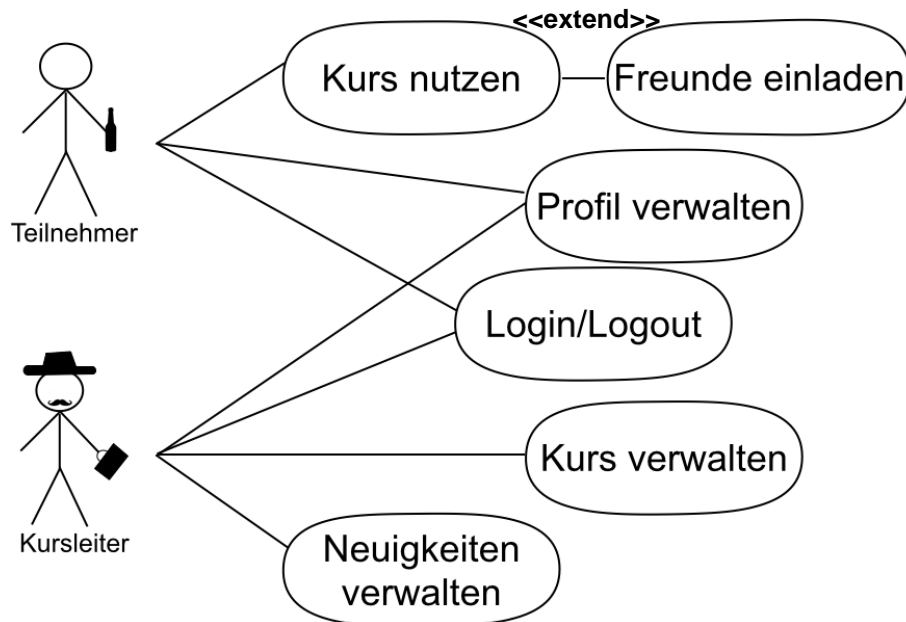 <<extend>>
Kurs nutzen
Freunde einladen
Teilnehmer
Profil verwalten
Login/Logout
Kurs verwalten
Kursleiter
Neuigkeiten
verwalten